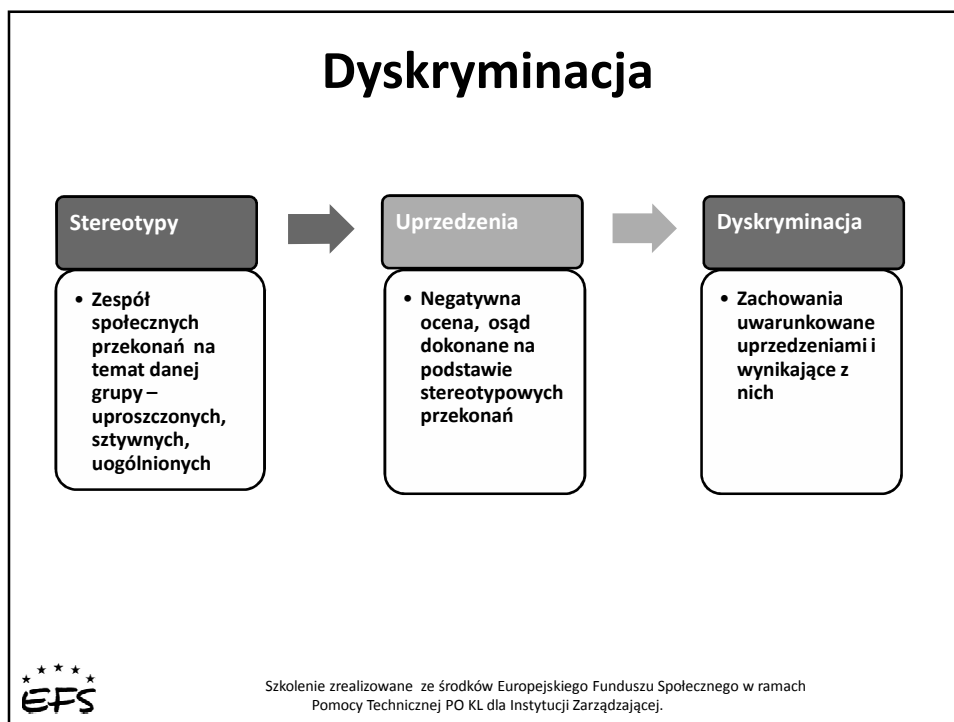 Dyskryminacja
Stereotypy
• Zespół
społecznych
przekonań na
temat danej
grupy –
uproszczonych,
sztywnych,
uogólnionych
Uprzedzenia
• Negatywna
ocena, osąd
dokonane na
podstawie
stereotypowych
przekonań
Dyskryminacja
• Zachowania
uwarunkowane
uprzedzeniami i
wynikające z
nich
EFS
Szkolenie zrealizowane ze środków Europejskiego Funduszu Społecznego w ramach
Pomocy Technicznej PO KL dla Instytucji Zarządzającej.